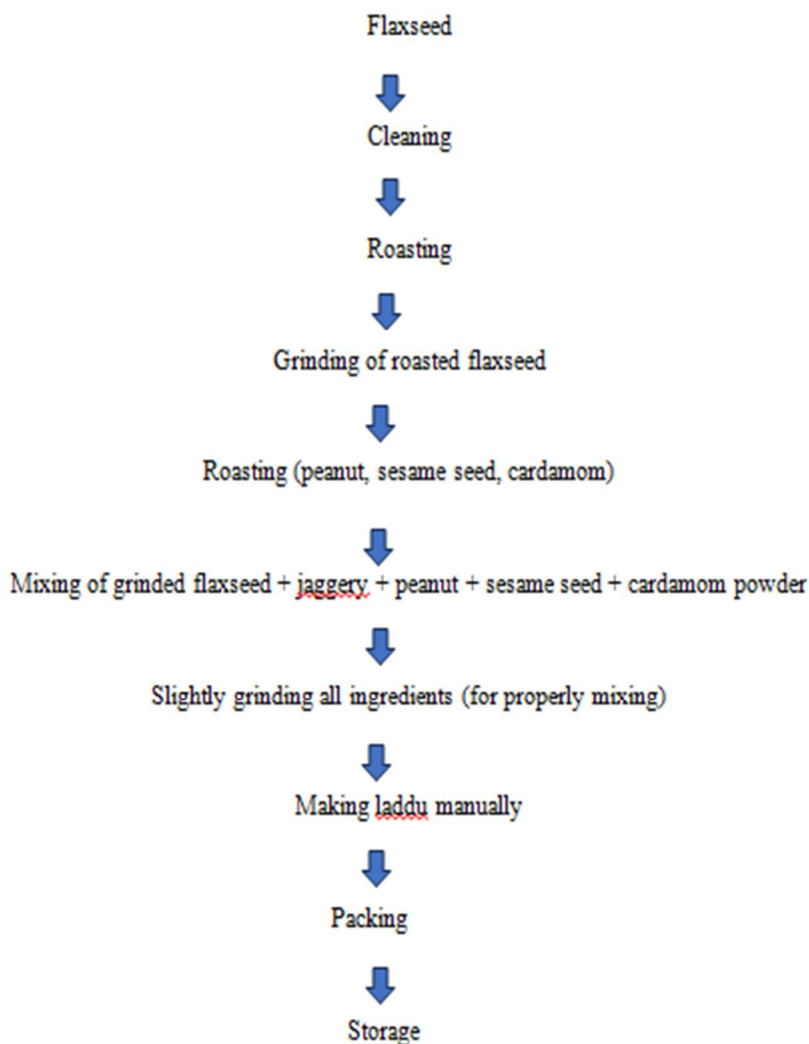 Flaxseed
Cleaning
Roasting
Grinding of roasted flaxseed
Roasting (peanut, sesame seed, cardamom)
Mixing of grinded flaxseed + jaggery + peanut + sesame seed + cardamom powder
Slightly grinding all ingredients (for properly mixing)
Making laddu manually
Packing
Storage